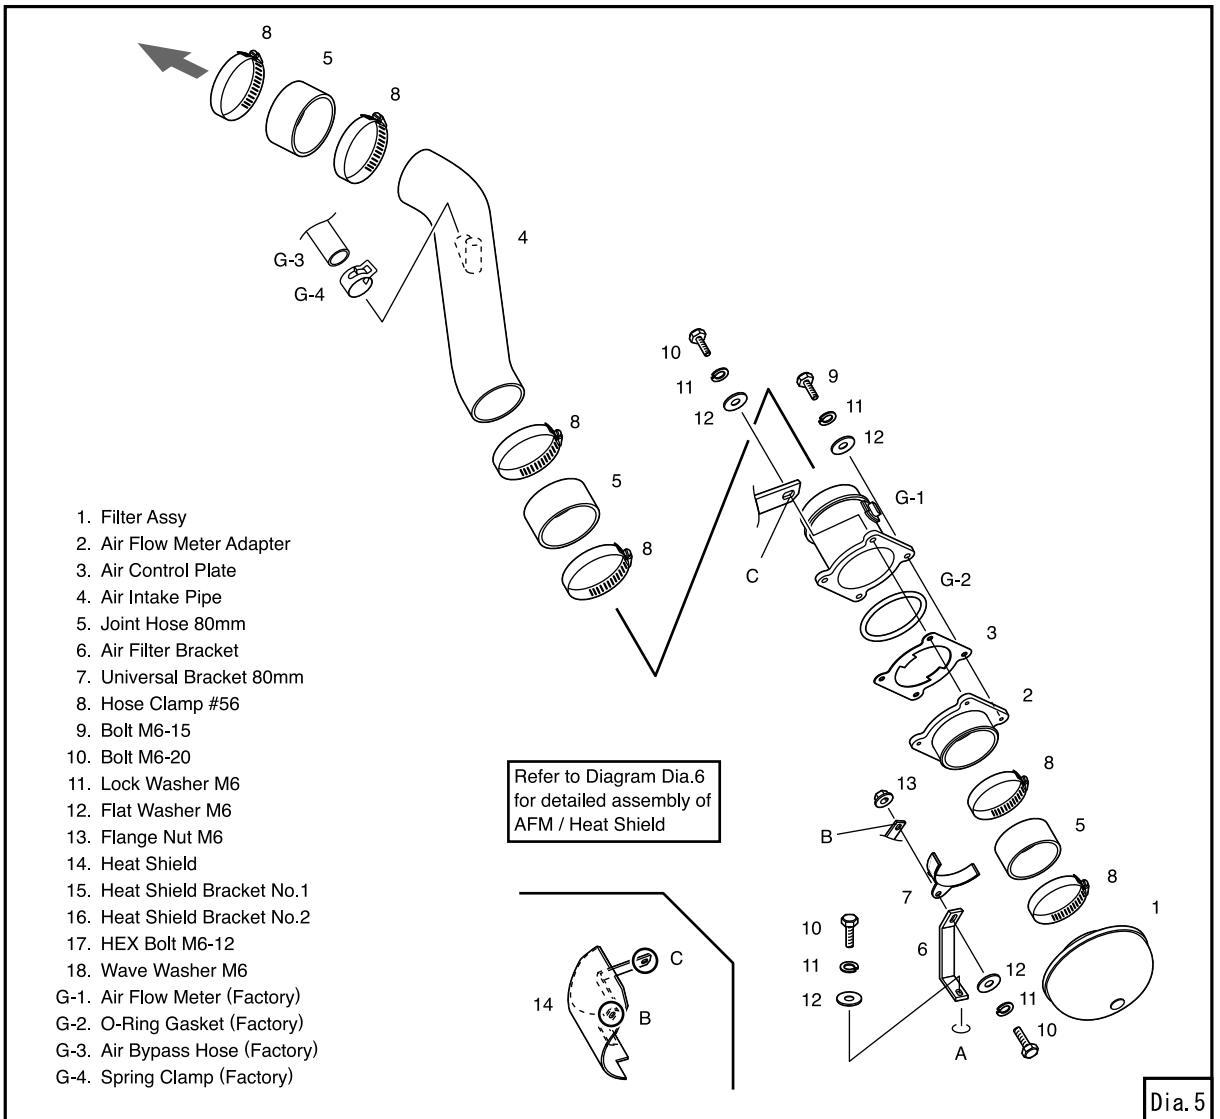 8
5
8
4
G-3
G-4
10
9
11
11
12
12
8
G-1
5
C
8
G-2
3
2
1. Filter Assy
2. Air Flow Meter Adapter
3. Air Control Plate
4. Air Intake Pipe
5. Joint Hose 80mm
6. Air Filter Bracket
7. Universal Bracket 80mm
8. Hose Clamp #56
9. Bolt M6-15
10. Bolt M6-20
11. Lock Washer M6
12. Flat Washer M6
13. Flange Nut M6
14. Heat Shield
15. Heat Shield Bracket No.1
16. Heat Shield Bracket No.2
17. HEX Bolt M6-12
18. Wave Washer M6
G-1. Air Flow Meter (Factory)
G-2. O-Ring Gasket (Factory)
G-3. Air Bypass Hose (Factory)
G-4. Spring Clamp (Factory)
Refer to Diagram Dia.6
for detailed assembly of
AFM / Heat Shield
8
13
B
5
7
8
1
10
6
11
12
12
11
10
A
C
14
B
Dia.5